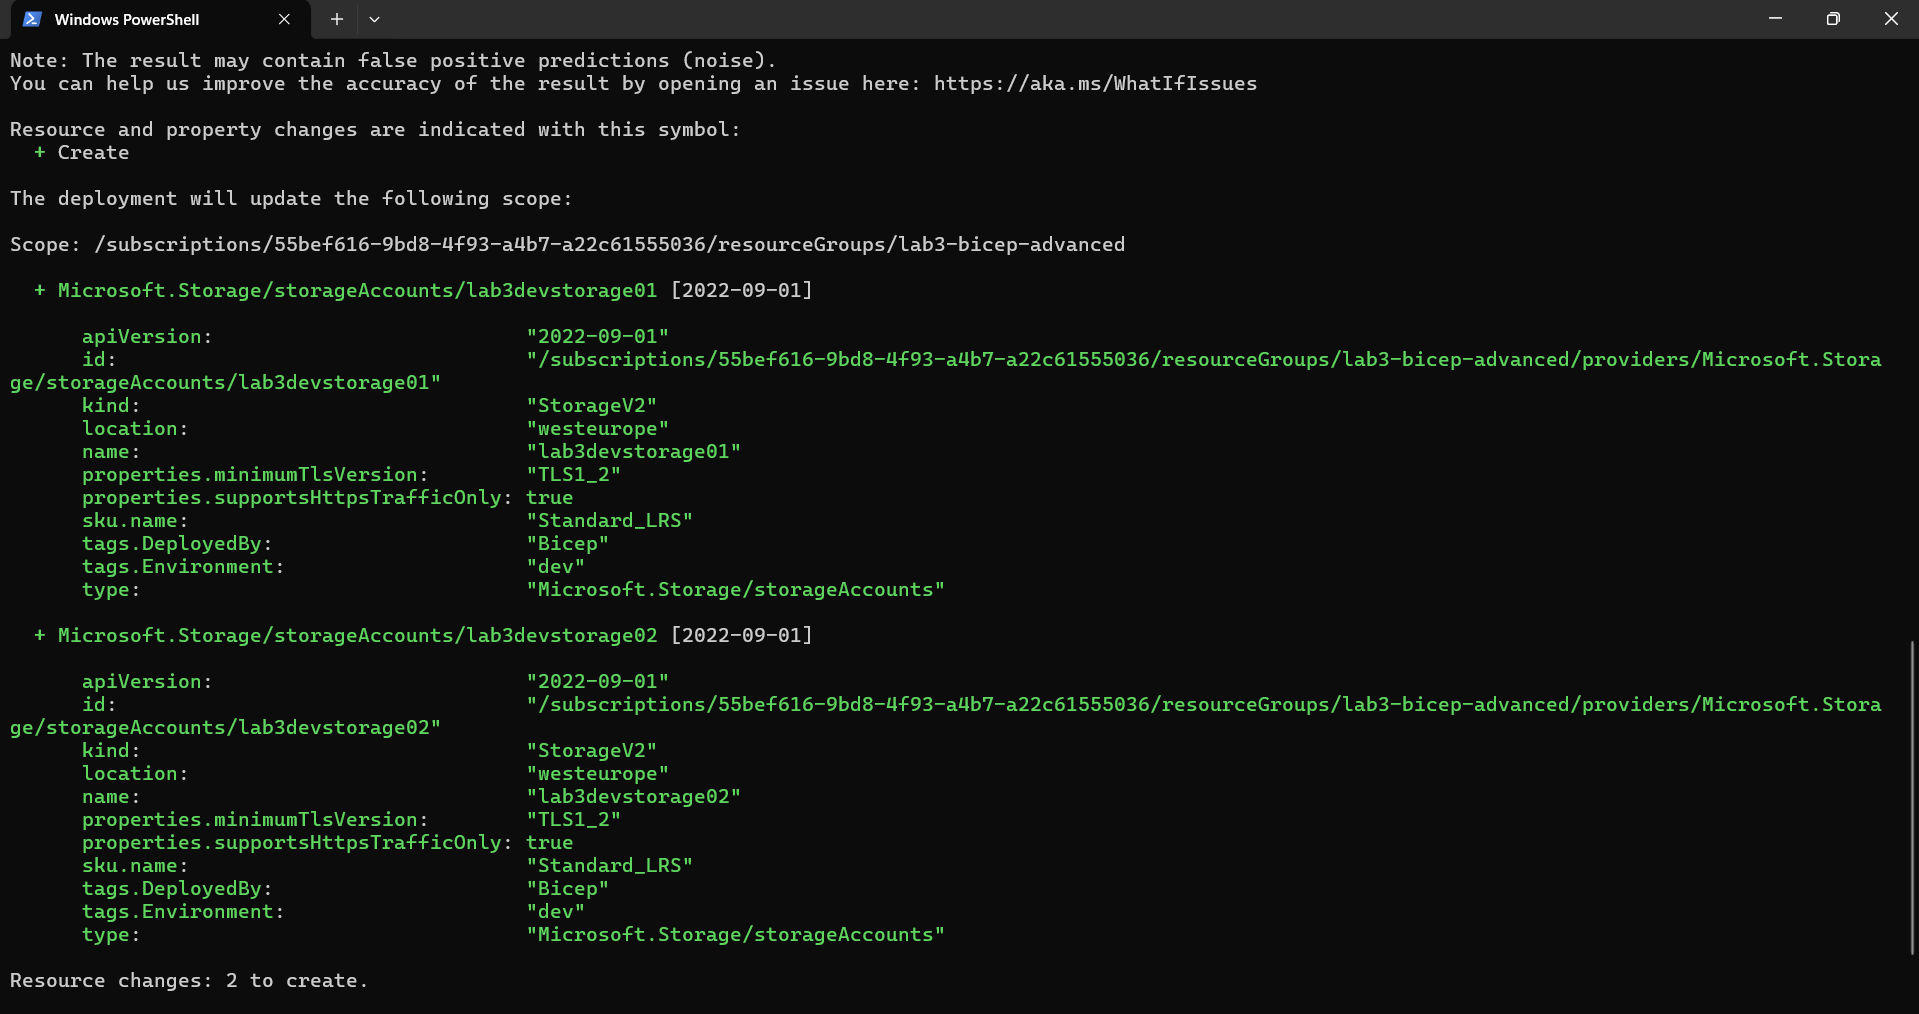 Windows PowerShell
Note: The result may contain false positive predictions (noise).
You can help us improve the accuracy of the result by opening an issue here: https://aka.ms/WhatIfIssues
Resource and property changes are indicated with this symbol:
+ Create
The deployment will update the following scope:
Scope: /subscriptions/55bef616-9bd8-4f93-a4b7-a22c61555036/resourceGroups/lab3-bicep-advanced
+ Microsoft.Storage/storageAccounts/lab3devstorage01 [2022-09-01]
apiVersion: "2022-09-01"
id: "/subscriptions/55bef616-9bd8-4f93-a4b7-a22c61555036/resourceGroups/lab3-bicep-advanced/providers/Microsoft.Stora
ge/storageAccounts/lab3devstorage01"
kind: "StorageV2"
location: "westeurope"
name: "lab3devstorage01"
properties.minimumTlsVersion: "TLS1_2"
properties.supportsHttpsTrafficOnly: true
sku.name: "Standard_LRS"
tags.DeployedBy: "Bicep"
tags.Environment: "dev"
type: "Microsoft.Storage/storageAccounts"
+ Microsoft.Storage/storageAccounts/lab3devstorage02 [2022-09-01]
apiVersion: "2022-09-01"
id: "/subscriptions/55bef616-9bd8-4f93-a4b7-a22c61555036/resourceGroups/lab3-bicep-advanced/providers/Microsoft.Stora
ge/storageAccounts/lab3devstorage02"
kind: "StorageV2"
location: "westeurope"
name: "lab3devstorage02"
properties.minimumTlsVersion: "TLS1_2"
properties.supportsHttpsTrafficOnly: true
sku.name: "Standard_LRS"
tags.DeployedBy: "Bicep"
tags.Environment: "dev"
type: "Microsoft.Storage/storageAccounts"
Resource changes: 2 to create.